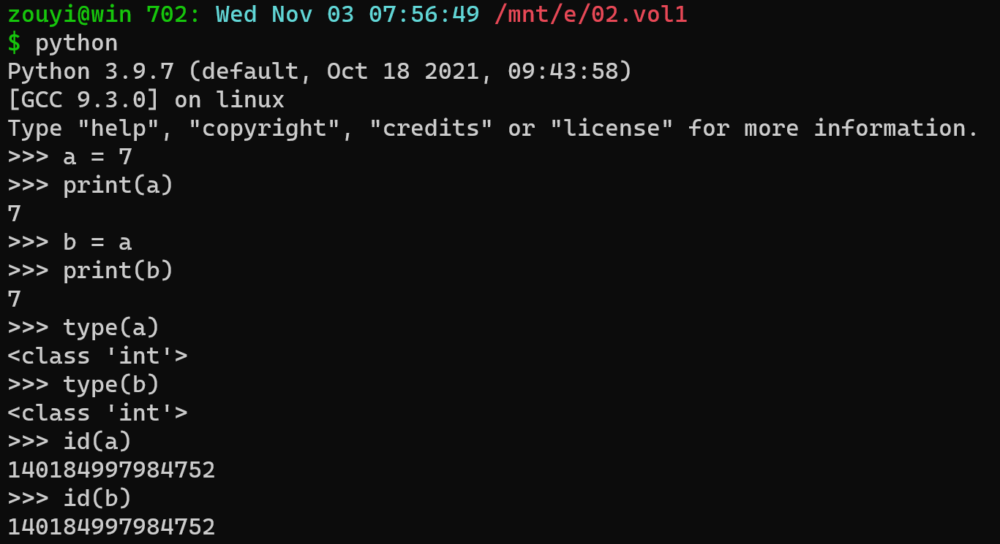 zouyi@win 702: Wed Nov 03 07:56:49 /mnt/e/02.vol1
$ python
Python 3.9.7 (default, Oct 18 2021, 09:43:58)
[GCC 9.3.0] on linux
Type "help", "copyright", "credits" or "license" for more information.
>>> a = 7
>>> print(a)
7
>>> b = a
>>> print(b)
7
>>> type(a)
<class 'int'>
>>> type(b)
<class 'int'>
>>> id(a)
140184997984752
>>> id(b)
140184997984752